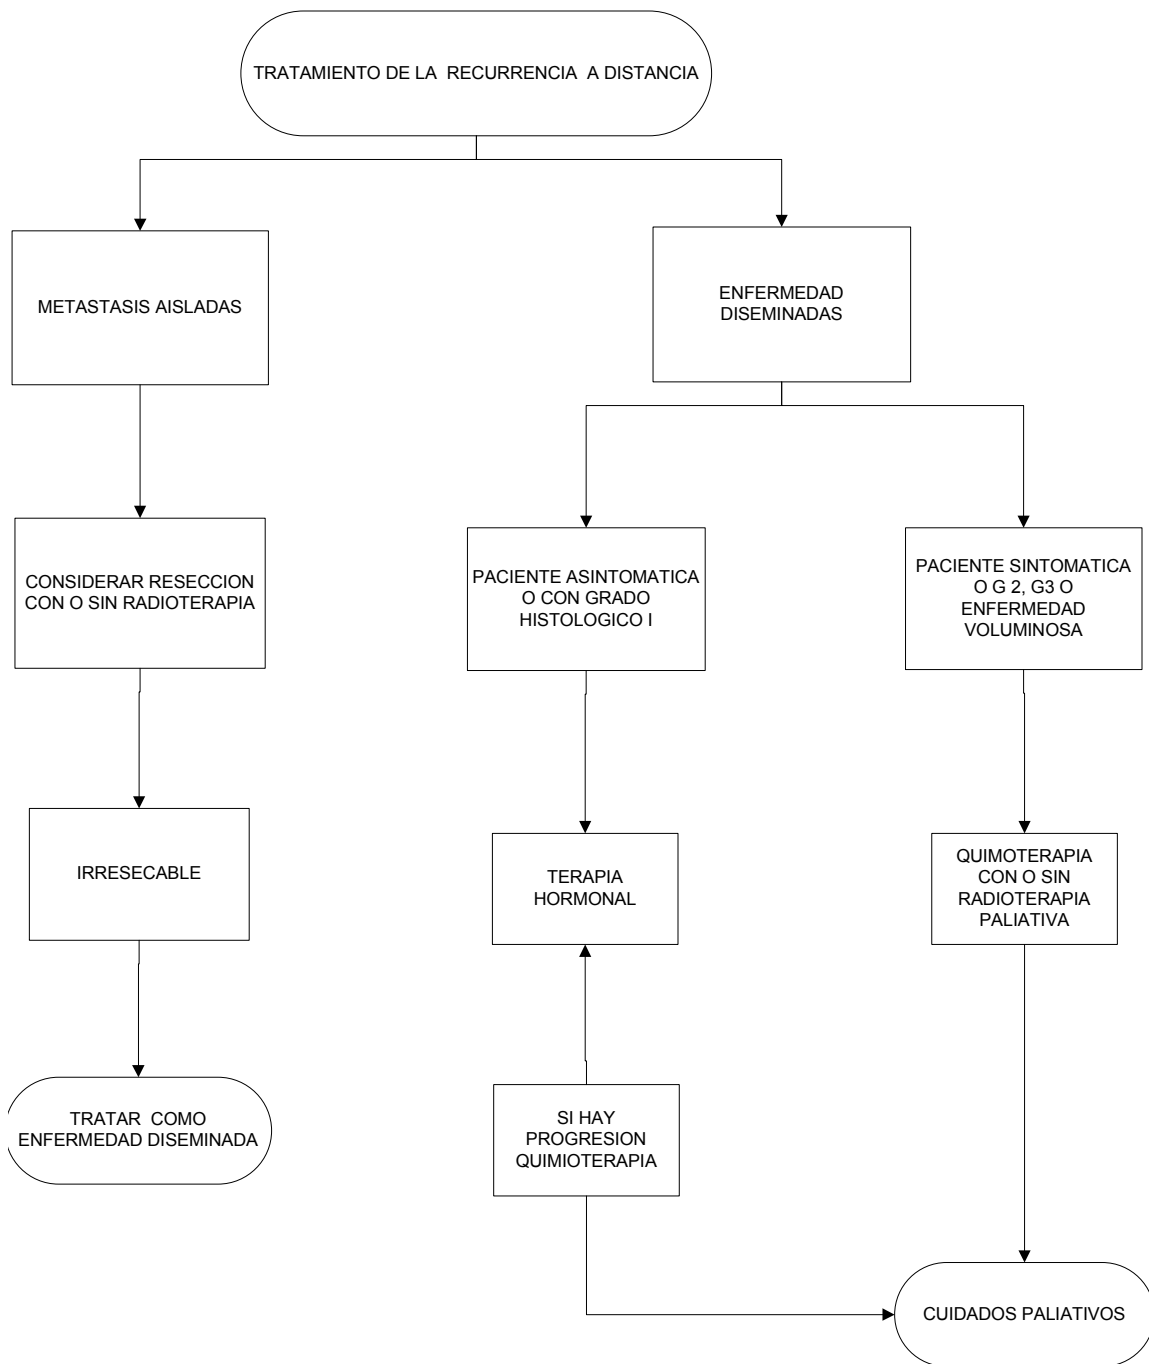 TRATAMIENTO DE LA RECURRENCIA A DISTANCIA
METASTASIS AISLADAS
ENFERMEDAD
DISEMINADAS
CONSIDERAR RESECCION
CON O SIN RADIOTERAPIA
PACIENTE ASINTOMATICA
O CON GRADO
HISTOLOGICO I
PACIENTE SINTOMATICA
O G 2, G3 O
ENFERMEDAD
VOLUMINOSA
IRRESECABLE
TERAPIA
HORMONAL
QUIMOTERAPIA
CON O SIN
RADIOTERAPIA
PALIATIVA
TRATAR COMO
ENFERMEDAD DISEMINADA
SI HAY
PROGRESION
QUIMIOTERAPIA
CUIDADOS PALIATIVOS